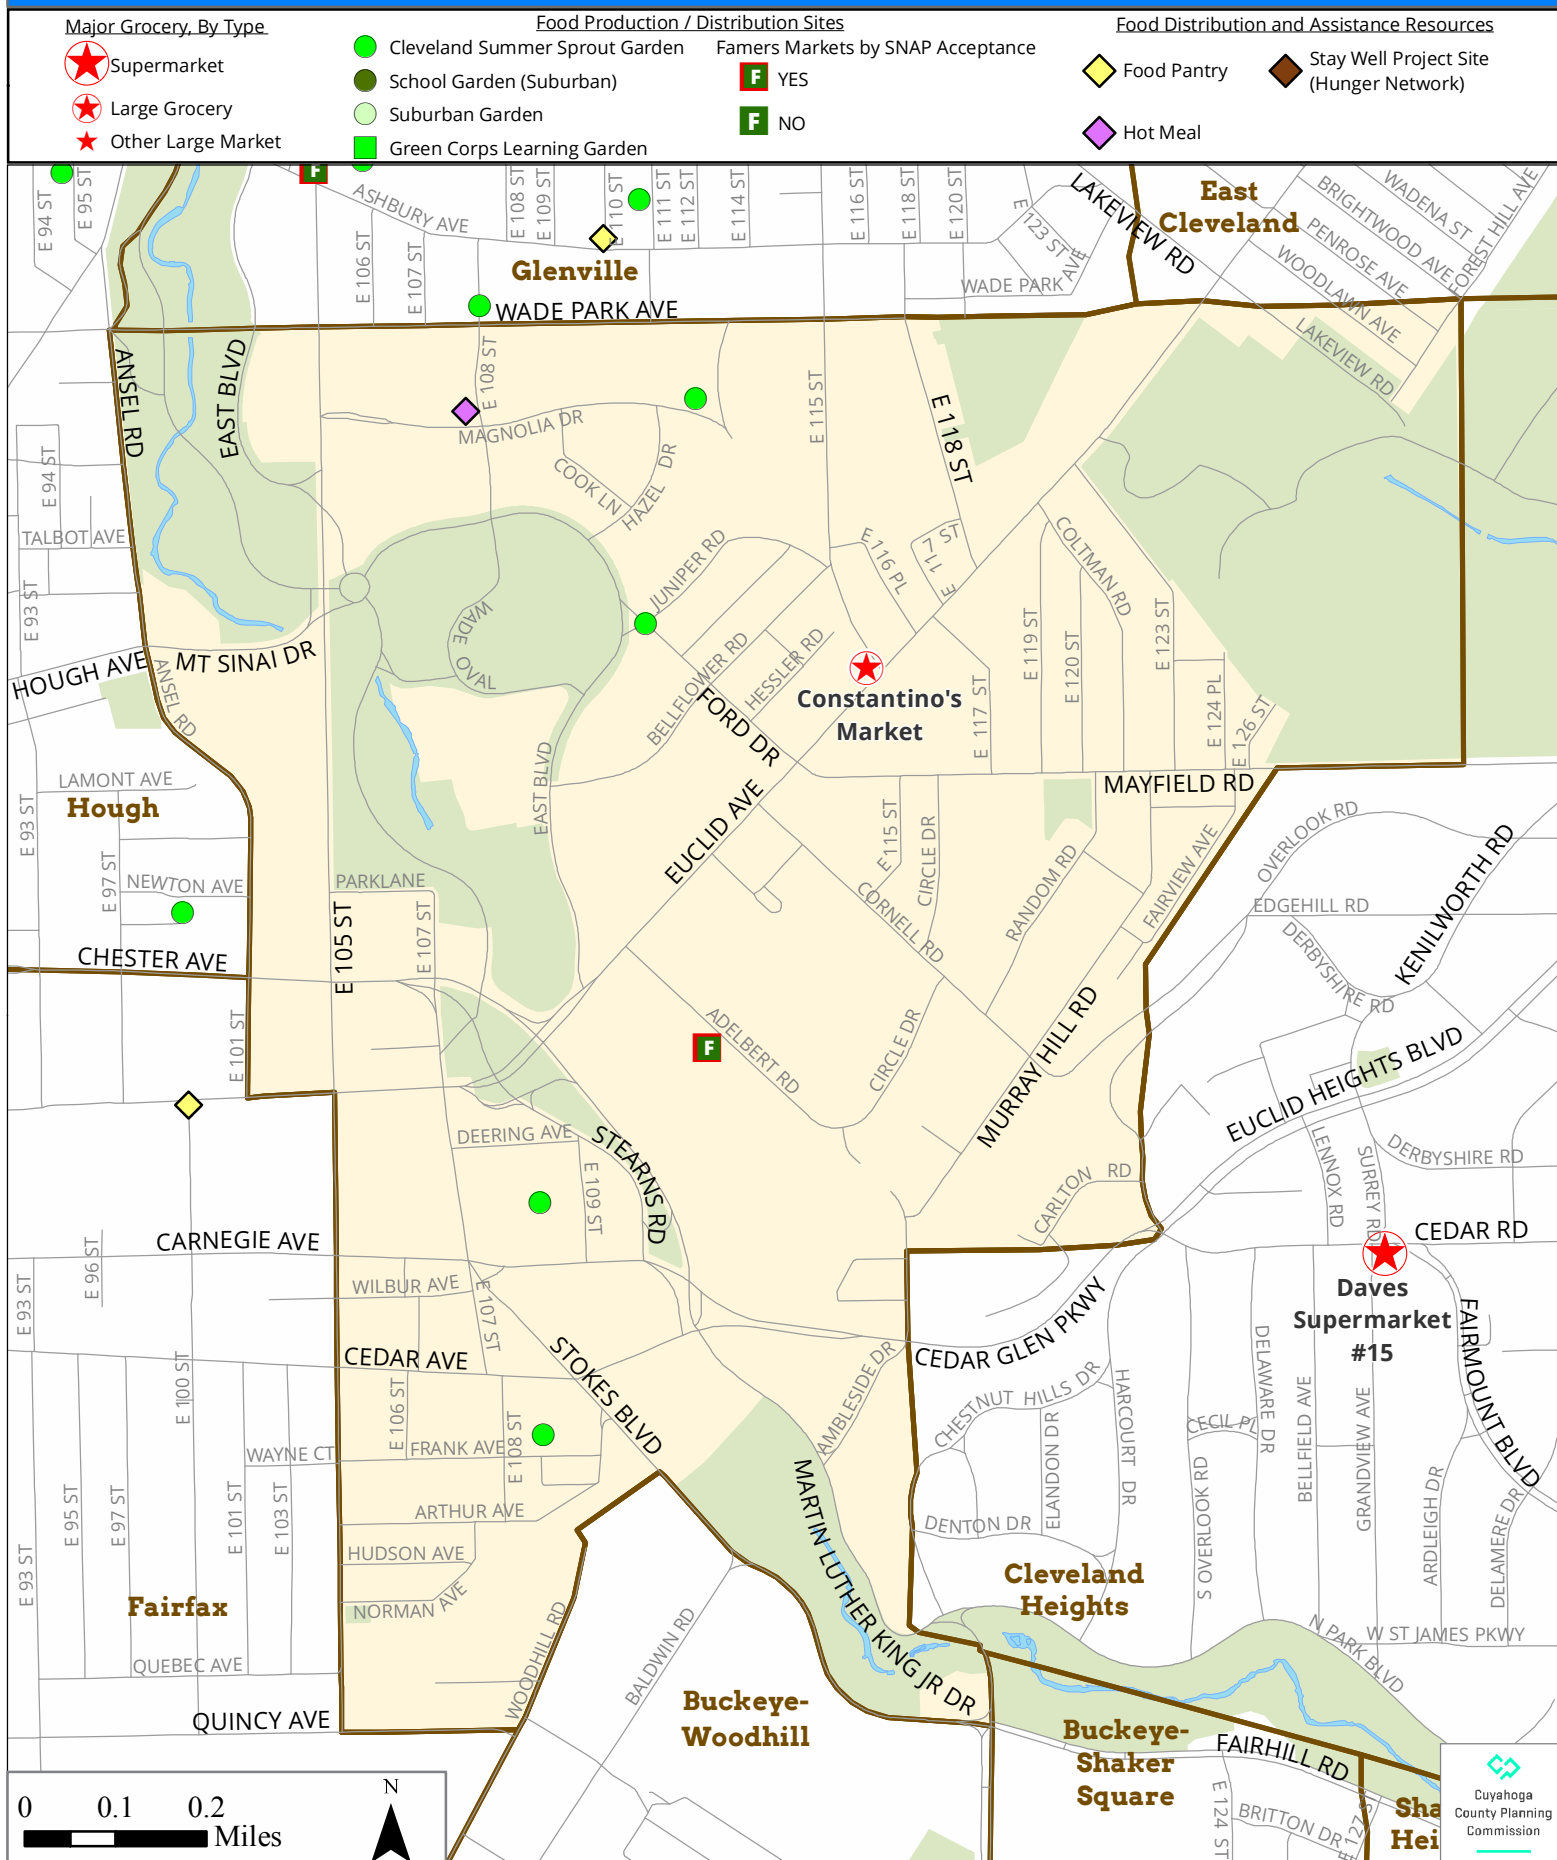 Major Grocery, By Type
Supermarket
Large Grocery
Other Large Market
Food Production / Distribution Sites
Cleveland Summer Sprout Garden
School Garden (Suburban)
Suburban Garden
Green Corps Learning Garden
Famers Markets by SNAP Acceptance
F YES
F NO
Food Distribution and Assistance Resources
Food Pantry
Hot Meal
Stay Well Project Site
(Hunger Network)
E 94 ST
E 95 ST
F
ASHBURY AVE
E 106 ST
E 107 ST
E 108 ST
E 109 ST
E 110 ST
E 111 ST
E 112 ST
E 114 ST
E 116 ST
E 118 ST
E 120 ST
E 123 ST
WADE PARK AVE
LAKEVIEW RD
East
Cleveland
BRIGHTWOOD AVE
WADENA ST
FOREST HILL AVE
PENROSE AVE
WOODLAWN AVE
LAKEVIEW RD
Glenville
WADE PARK AVE
ANSEL RD
EAST BLVD
E 108 ST
MAGNOLIA DR
COOK LN
HAZEL DR
E 115 ST
E 118 ST
E 94 ST
TALBOT AVE
E 93 ST
HOUGH AVE
MT SINAI DR
ANSEL RD
WADE OVAL
JUNIPER RD
E 116 PL
E 117 ST
COLTMAN RD
E 119 ST
E 120 ST
E 123 ST
BELLFLOWER RD
HESSLER RD
FORD DR
Constantino's
Market
E 117 ST
E 124 PL
E 126 ST
MAYFIELD RD
LAMONT AVE
Hough
E 93 ST
E 97 ST
NEWTON AVE
CHESTER AVE
EAST BLVD
EUCLID AVE
PARKLANE
E 105 ST
E 107 ST
E 115 ST
CIRCLE DR
CORNELL RD
RANDOM RD
FAIRVIEW AVE
OVERLOOK RD
EDGEHILL RD
DERBYSHIRE RD
KENILWORTH RD
E 101 ST
F
ADELBERT RD
CIRCLE DR
MURRAY HILL RD
EUCLID HEIGHTS BLVD
DEERING AVE
STEARNS RD
E 109 ST
CARLTON RD
LENNOX RD
SURREY RD
DERBYSHIRE RD
CEDAR RD
CARNEGIE AVE
E 96 ST
E 93 ST
WILBUR AVE
E 107 ST
Daves
Supermarket
#15
FAIRMOUNT BLVD
CEDAR AVE
STOKES BLVD
CEDAR GLEN PKWY
AMBLESIDE DR
E 100 ST
E 106 ST
FRANK AVE
E 108 ST
WAYNE CT
CHESTNUT HILLS DR
HARCOURT DR
ELANDON DR
CECIL PL
DELAWARE DR
BELLFIELD AVE
GRANDVIEW AVE
S OVERLOOK RD
ARDLEIGH DR
DELAMERE DR
E 95 ST
E 97 ST
E 101 ST
E 103 ST
E 93 ST
ARTHUR AVE
HUDSON AVE
NORMAN AVE
DENTON DR
MARTIN LUTHER KING JR DR
Cleveland
Heights
Fairfax
QUEBEC AVE
QUINCY AVE
WOODHILL RD
BALDWIN RD
N PARK BLVD
W ST JAMES PKWY
Buckeye-
Woodhill
Buckeye-
Shaker
Square
FAIRHILL RD
E 124 ST
BRITTON DR
E 127 S
Sha
Hei
0 0.1 0.2
Miles
N
Cuyahoga
County Planning
Commission